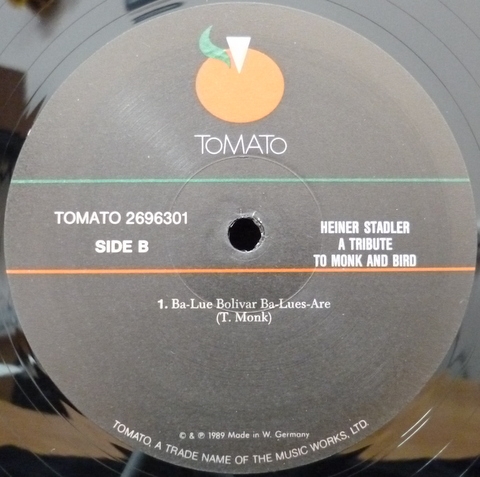 TOMATO
TOMATO 2696301
SIDE B
HEINER STADLER
A TRIBUTE
TO MONK AND BIRD
1. Ba-Lue Bolivar Ba-Lues-Are
(T. Monk)
© & ℗ 1989 Made in W. Germany
TOMATO, A TRADE NAME OF THE MUSIC WORKS, LTD.